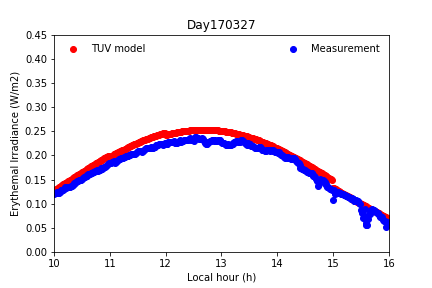 Day170327
TUV model
Measurement
Erythemal Irradiance (W/m2)
0.45
0.40
0.35
0.30
0.25
0.20
0.15
0.10
0.05
0.00
10 11 12 13 14 15 16
Local hour (h)